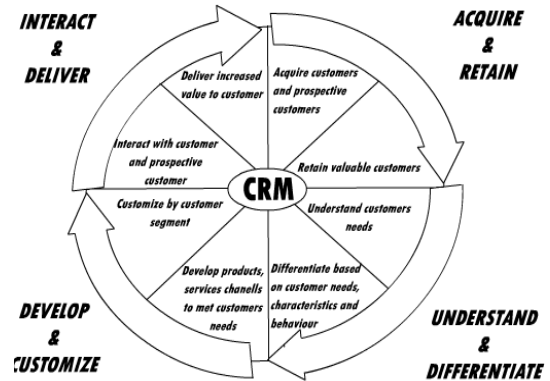 INTERACT
&
DELIVER
ACQUIRE
&
RETAIN
Deliver increased
value to customer
Acquire customers
and prospective
customers
Interact with customer
and prospective
customer
Retain valuable customers
CRM
Customize by customer
segment
Understand customers
needs
Develop products,
services chanells
to met customers
needs
Differentiate based
on customer needs,
characteristics and
behaviour
DEVELOP
&
CUSTOMIZE
UNDERSTAND
&
DIFFERENTIATE